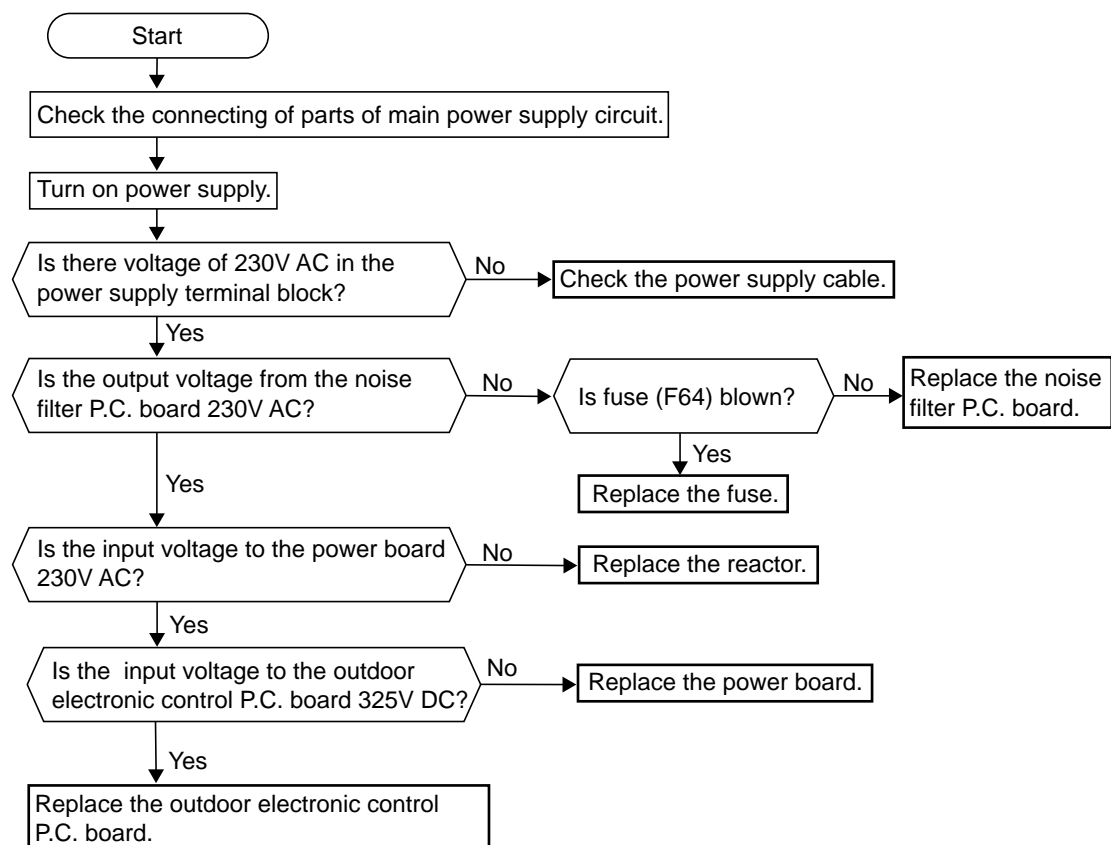 Start
Check the connecting of parts of main power supply circuit.
Turn on power supply.
Is there voltage of 230V AC in the
power supply terminal block?
No
Check the power supply cable.
Yes
Is the output voltage from the noise
filter P.C. board 230V AC?
No
Is fuse (F64) blown?
No
Replace the noise
filter P.C. board.
Yes
Replace the fuse.
Yes
Is the input voltage to the power board
230V AC?
No
Replace the reactor.
Yes
Is the  input voltage to the outdoor
electronic control P.C. board 325V DC?
No
Replace the power board.
Yes
Replace the outdoor electronic control
P.C. board.